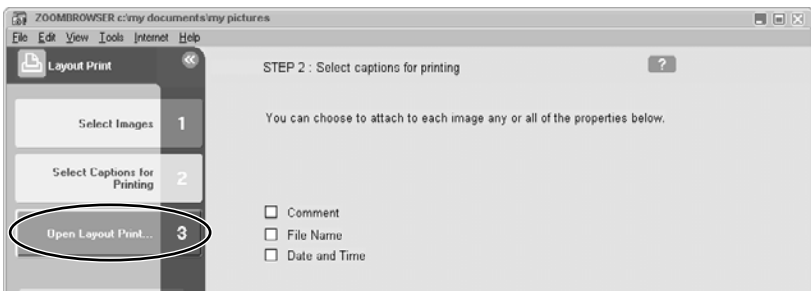 ZOOMBROWSER c:\my documents\my pictures
File Edit View Tools Internet Help
Layout Print
STEP 2 : Select captions for printing
?
Select Images 1
You can choose to attach to each image any or all of the properties below.
Select Captions for
Printing 2
Open Layout Print... 3
Comment
File Name
Date and Time